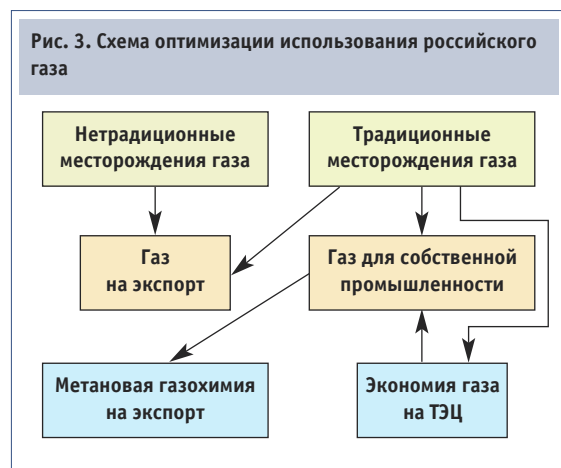 Рис. 3. Схема оптимизации использования российского
газа
Нетрадиционные
месторождения газа
Традиционные
месторождения газа
Газ
на экспорт
Газ для собственной
промышленности
Метановая газохимия
на экспорт
Экономия газа
на ТЭЦ